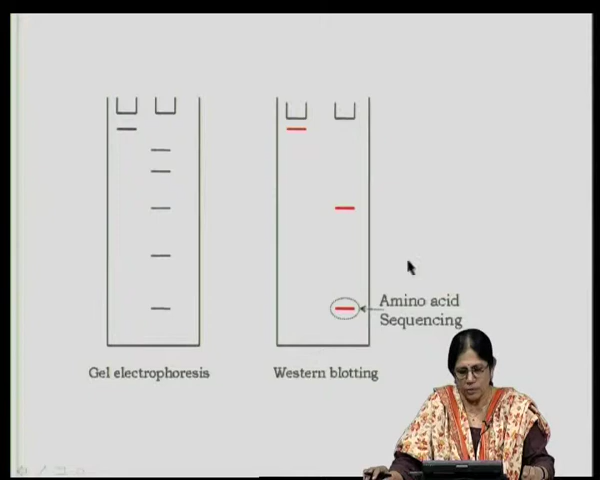 Amino acid
Sequencing
Gel electrophoresis
Western blotting